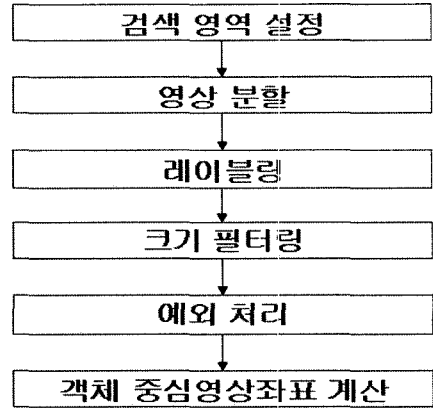 검색 영역 설정
영상 분할
레이블링
크기 필터링
예외 처리
객체 중심영상좌표 계산